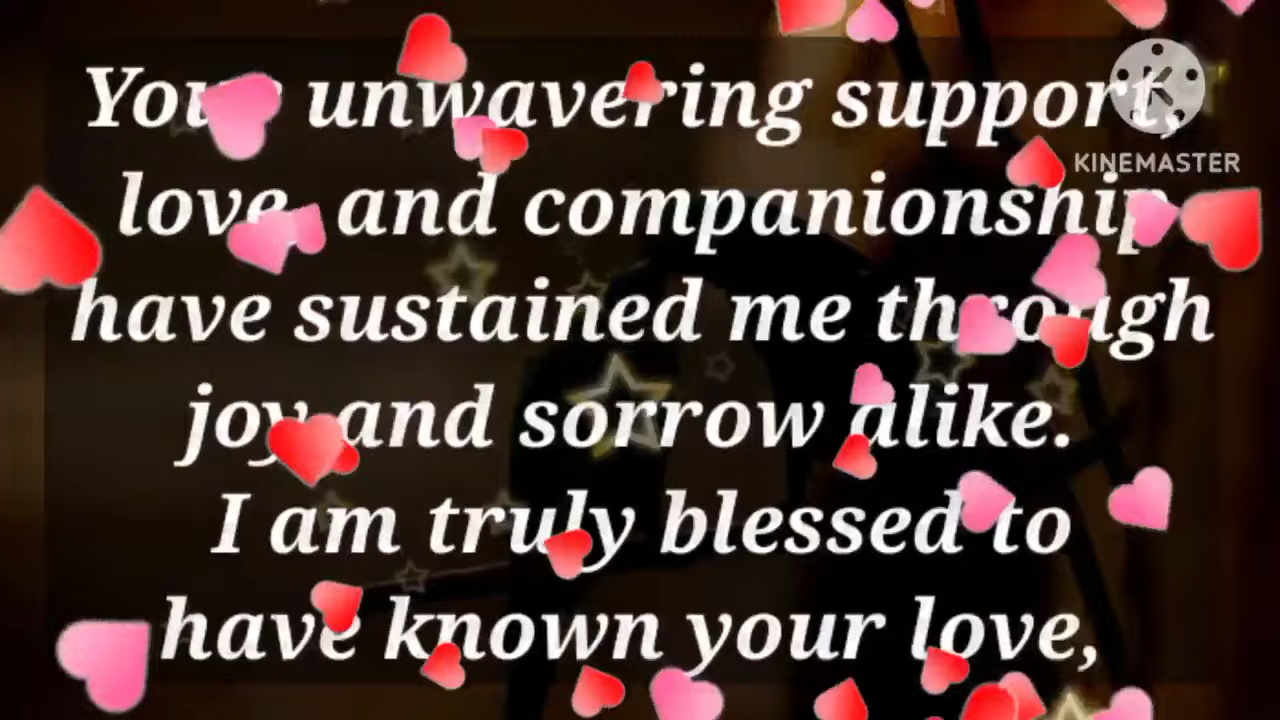 Your unwavering support,
love, and companionship
have sustained me through
joy and sorrow alike.
I am truly blessed to
have known your love,
KINEMASTER